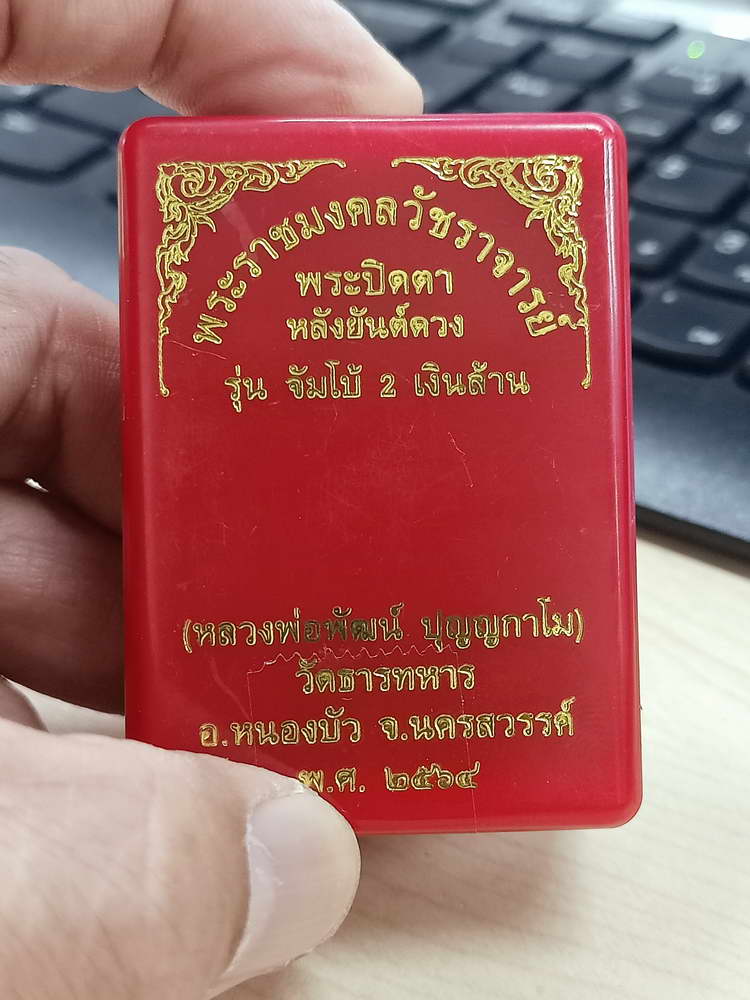 พระราชมงคลวัชราจารย์
พระปิดตา
หลังยันต์ดวง
รุ่น จัมโบ้ 2 เงินล้าน
(หลวงพ่อพัฒน์ ปุญญกาโม)
วัดธารทหาร
อ.หนองบัว จ.นครสวรรค์
พ.ศ. ๒๕๖๔